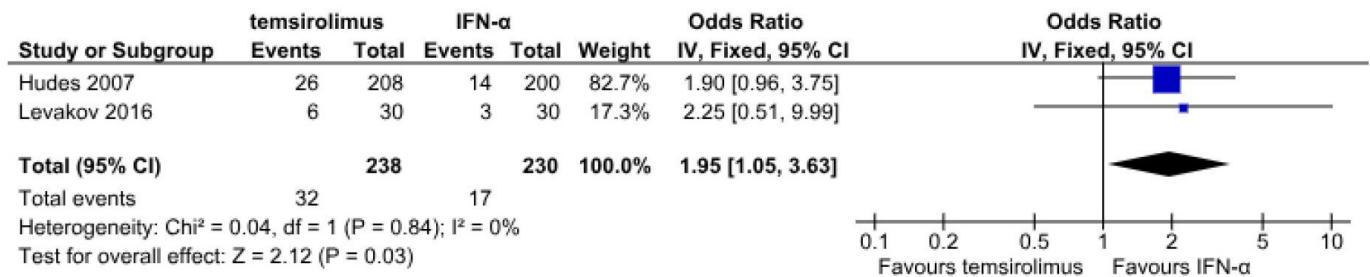 temsirolimus IFN-α Odds Ratio Odds Ratio
Study or Subgroup Events Total Events Total Weight IV, Fixed, 95% CI IV, Fixed, 95% CI
Hudes 2007 26 208 14 200 82.7% 1.90 [0.96, 3.75]
Levakov 2016 6 30 3 30 17.3% 2.25 [0.51, 9.99]
Total (95% CI) 238 230 100.0% 1.95 [1.05, 3.63]
Total events 32 17
Heterogeneity: Chi² = 0.04, df = 1 (P = 0.84); I² = 0%
Test for overall effect: Z = 2.12 (P = 0.03)
0.1 0.2 0.5 1 2 5 10
Favours temsirolimus Favours IFN-α